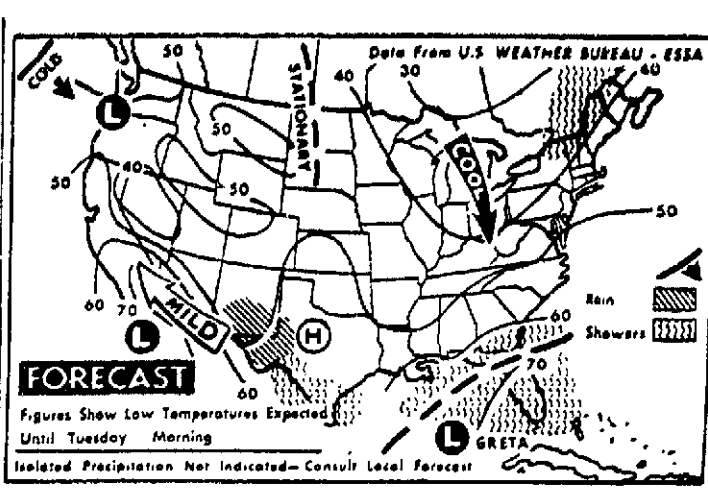 Data From U.S WEATHER BUREAU - ESSA
COLD
50
STATIONARY
40
30
40
L
50
COOL
50
40
50
50
60
70
MILD
L
H
60
Rain
Showers
60
70
FORECAST
Figures Show Low Temperatures Expected
Until Tuesday Morning
L
GRETA
Isolated Precipitation Not Indicated— Consult Local Forecast